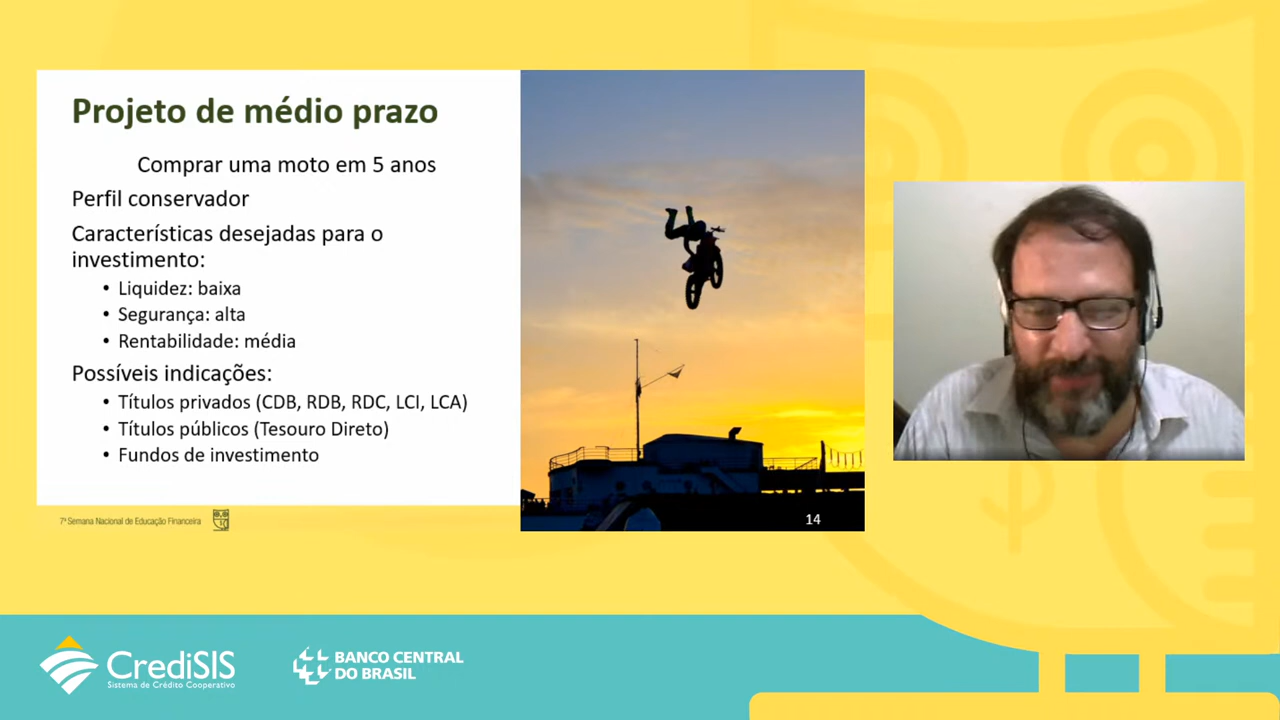 Projeto de médio prazo
Comprar uma moto em 5 anos
Perfil conservador
Características desejadas para o
investimento:
• Liquidez: baixa
• Segurança: alta
• Rentabilidade: média
Possíveis indicações:
• Títulos privados (CDB, RDB, RDC, LCI, LCA)
• Títulos públicos (Tesouro Direto)
• Fundos de investimento
7ª Semana Nacional de Educação Financeira
14
CrediSIS
Sistema de Crédito Cooperativo
BANCO CENTRAL
DO BRASIL